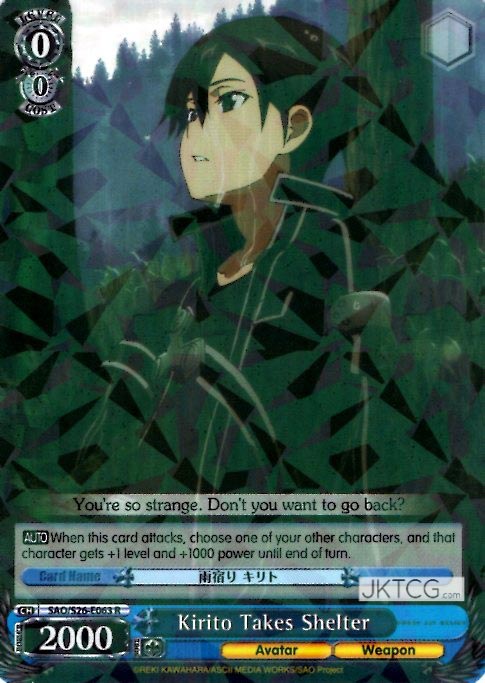 LEVEL
0
0
COST
You're so strange. Don't you want to go back?
AUTO When this card attacks, choose one of your other characters, and that
character gets +1 level and +1000 power until end of turn.
Card Name 雨宿り キリト
JKTCG.com
CH SAO/S26-E063 R
Kirito Takes Shelter
2000
Avatar Weapon
©REKI KAWAHARA/ASCII MEDIA WORKS/SAO Project